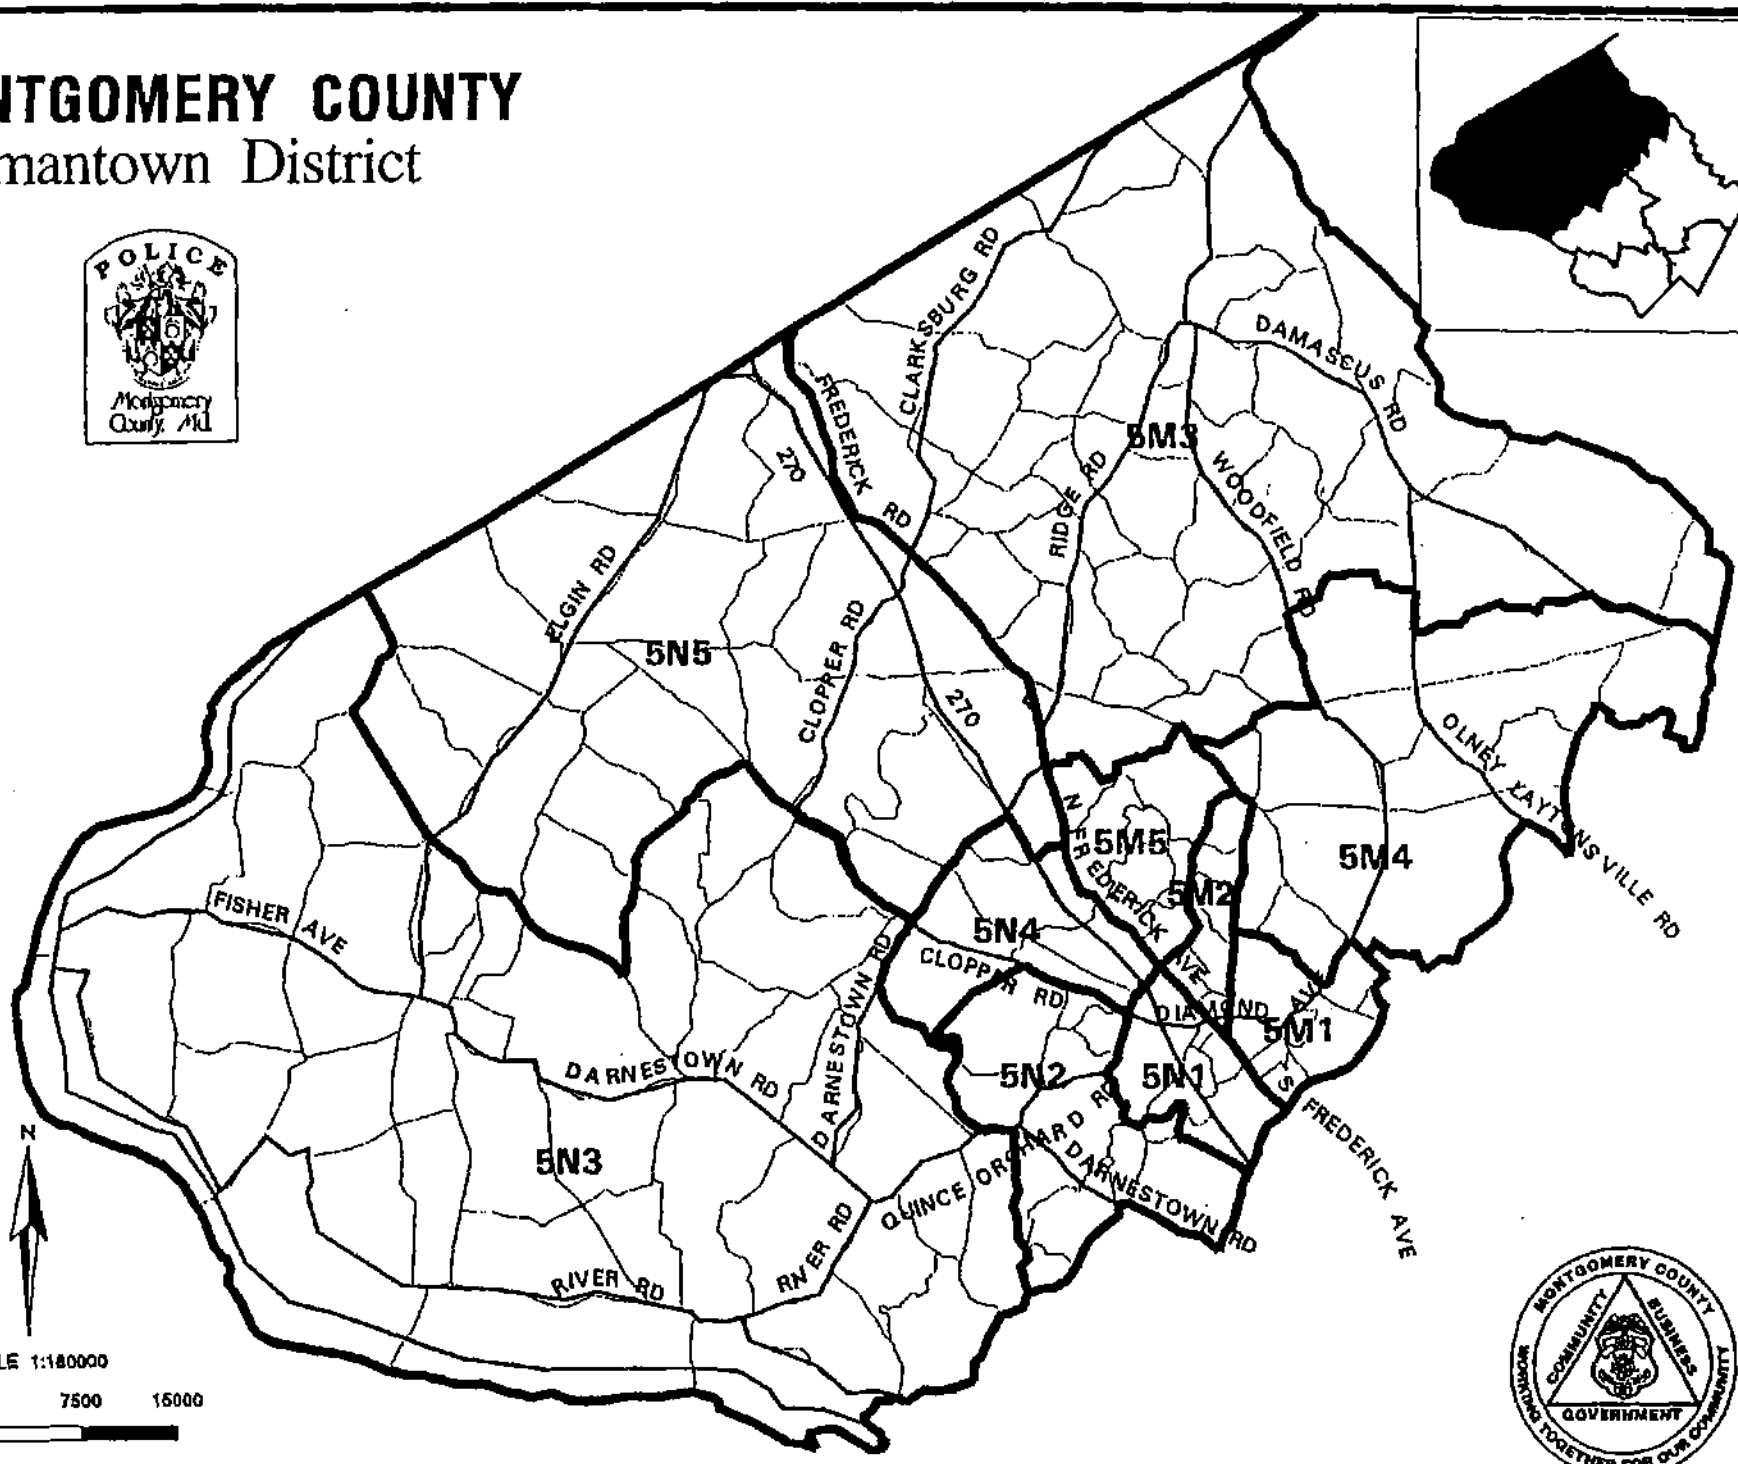 NTGOMERY COUNTY
mantown District
POLICE
Montgomery
County, Md.
CLARKSBURG RD
DAMASCUS RD
FREDERICK RD
270
5M3
RIDGE RD
WOODFIELD RD
ELGIN RD
5N5
CLOPPER RD
270
OLNEY LAYTONSVILLE RD
N FREDERICK AVE
5M5
5M4
5M2
5N4
FISHER AVE
CLOPPER RD
DARNESTOWN RD
DIAMOND AVE
5M1
5N2
5N1
DARNESTOWN RD
S FREDERICK AVE
5N3
QUINCE ORCHARD RD
DARNESTOWN RD
RIVER RD
RIVER RD
N
LE 1:180000
7500 15000
MONTGOMERY COUNTY
COMMUNITY
BUSINESS
GOVERNMENT
WORKING TOGETHER FOR OUR COMMUNITY